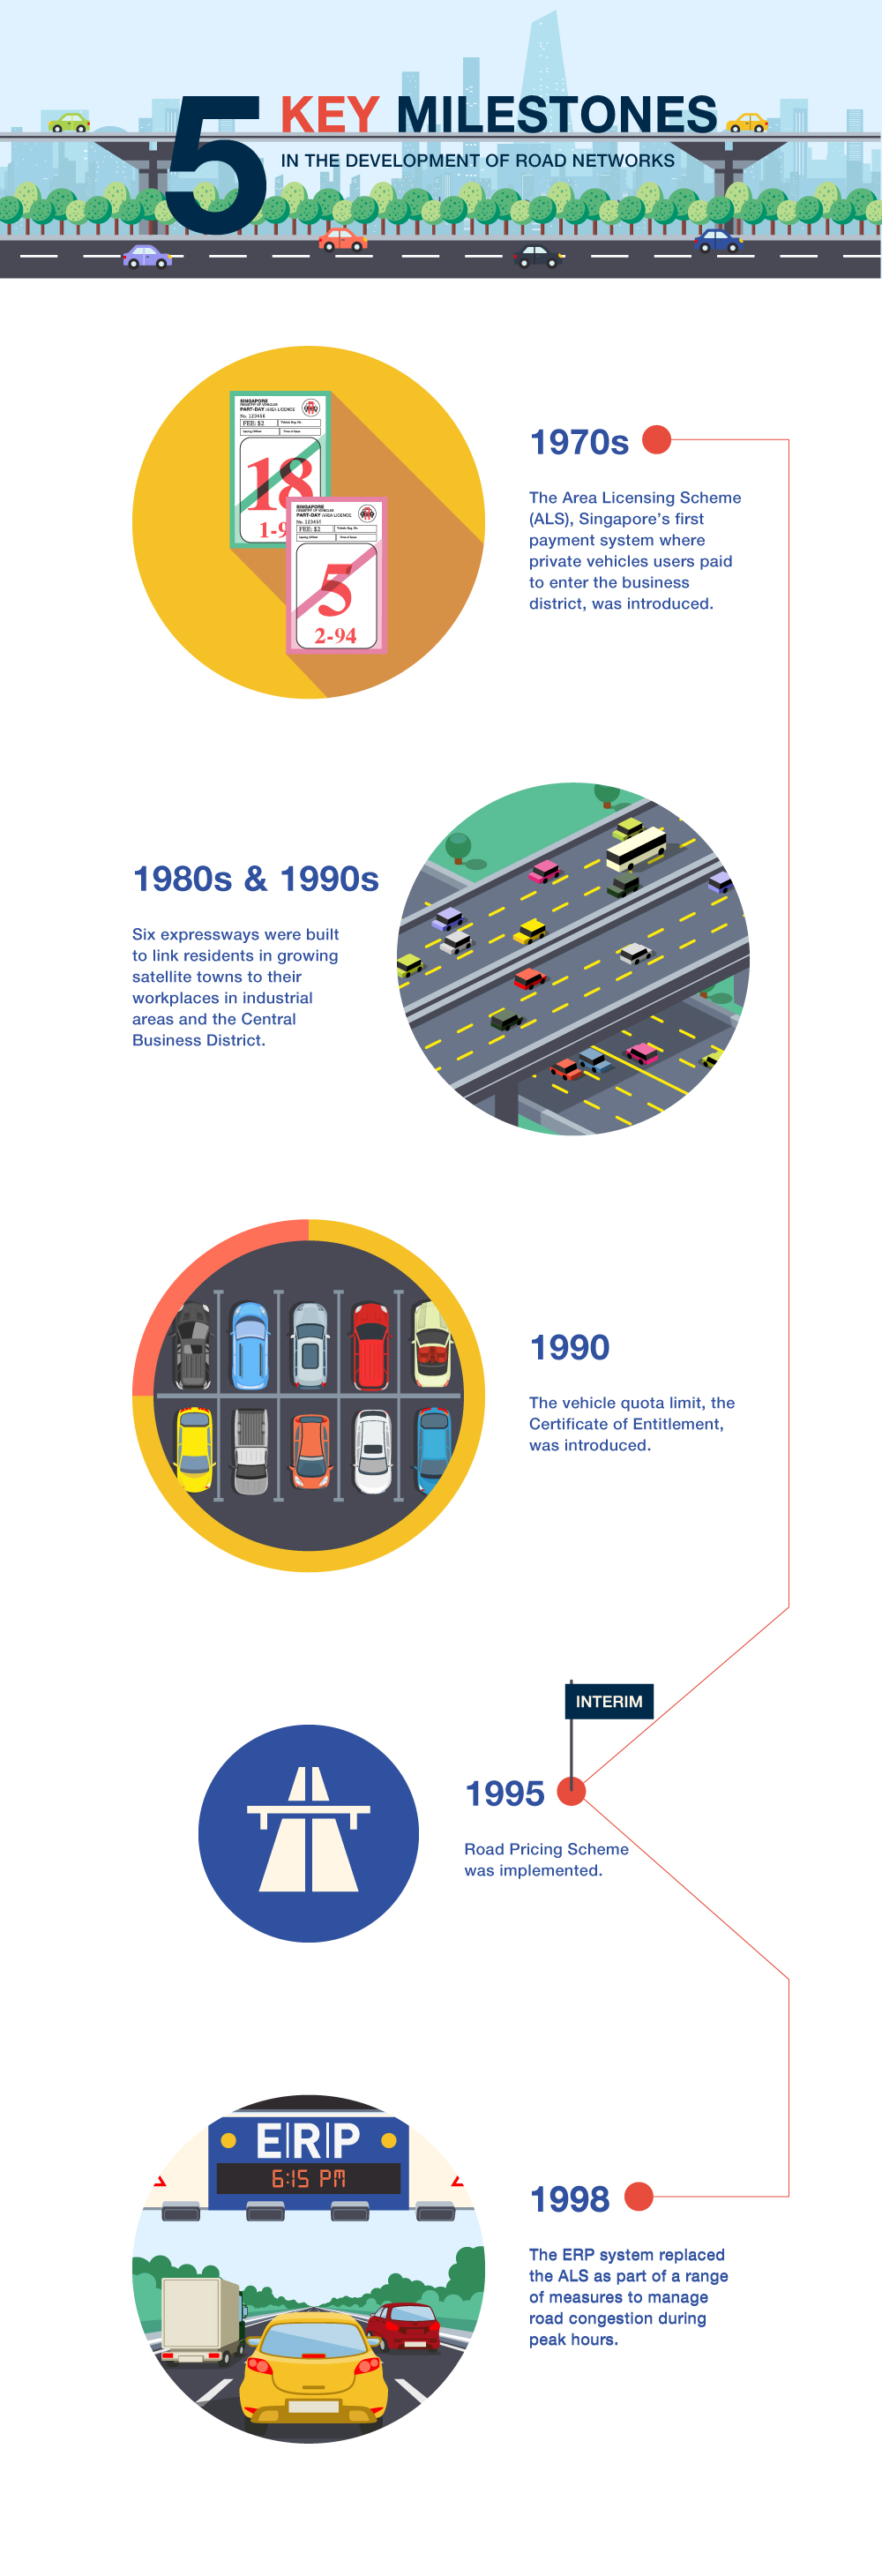 5 KEY MILESTONES
IN THE DEVELOPMENT OF ROAD NETWORKS
SINGAPORE
REGISTRY OF VEHICLES
PART-DAY AREA LICENCE
No. 123456
FEE: $2
18
1-9
SINGAPORE
REGISTRY OF VEHICLES
PART-DAY AREA LICENCE
FEE: $2
5
2-94
1970s
The Area Licensing Scheme
(ALS), Singapore's first
payment system where
private vehicles users paid
to enter the business
district, was introduced.
1980s & 1990s
Six expressways were built
to link residents in growing
satellite towns to their
workplaces in industrial
areas and the Central
Business District.
1990
The vehicle quota limit, the
Certificate of Entitlement,
was introduced.
INTERIM
1995
Road Pricing Scheme
was implemented.
E|R|P
6:15 PM
1998
The ERP system replaced
the ALS as part of a range
of measures to manage
road congestion during
peak hours.